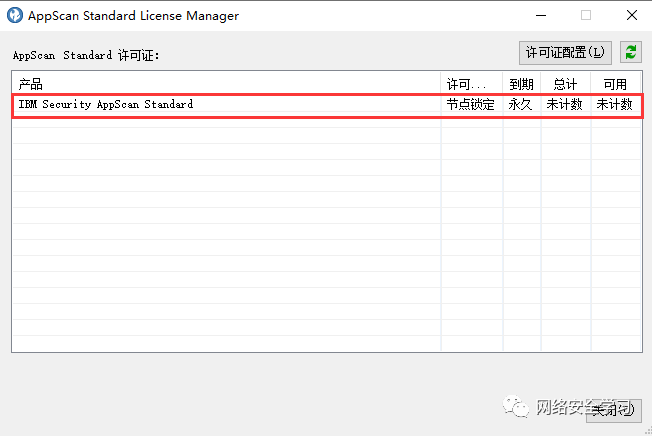 AppScan Standard License Manager
AppScan Standard 许可证：
许可证配置(L)
产品 许可... 到期 总计 可用
IBM Security AppScan Standard 节点锁定 永久 未计数 未计数
网络安全学习